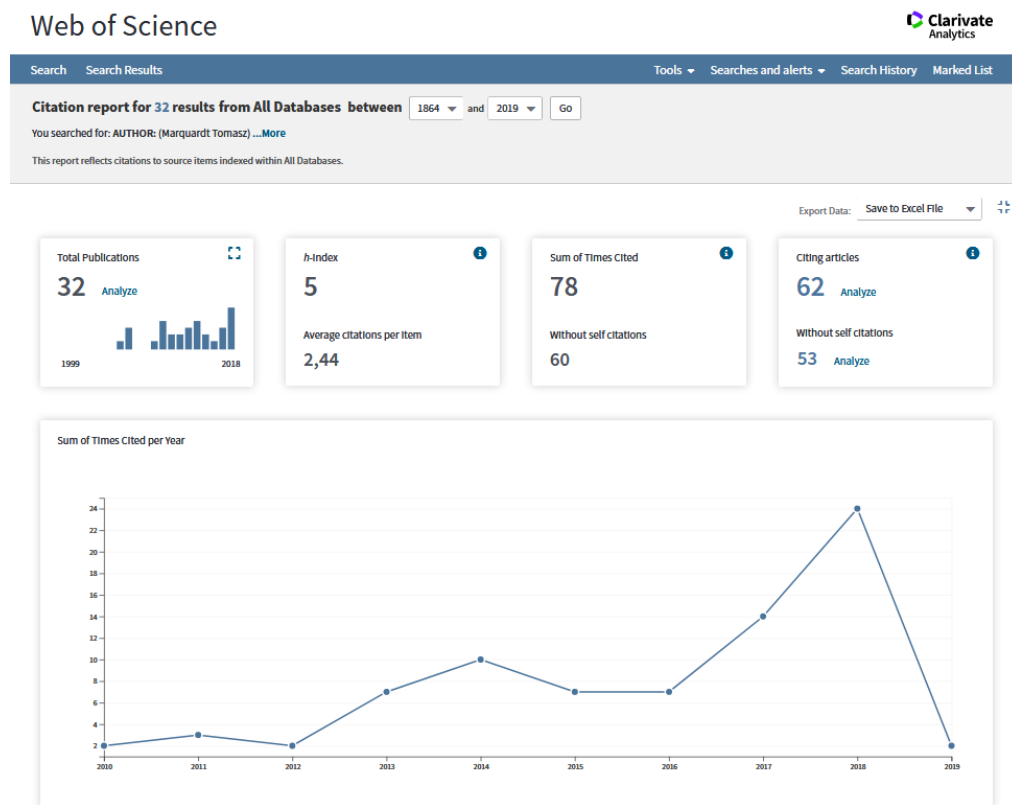 Web of Science
Clarivate
Analytics
Search Search Results Tools Searches and alerts Search History Marked List
Citation report for 32 results from All Databases between 1864 and 2019 Go
You searched for: AUTHOR: (Marquardt Tomasz) ...More
This report reflects citations to source items indexed within All Databases.
Export Data: Save to Excel File
Total Publications
32 Analyze
1999 2018
h-index
5
Average citations per item
2,44
Sum of Times Cited
78
Without self citations
60
Citing articles
62 Analyze
Without self citations
53 Analyze
Sum of Times Cited per Year
24
22
20
18
16
14
12
10
8
6
4
2
2010 2011 2012 2013 2014 2015 2016 2017 2018 2019